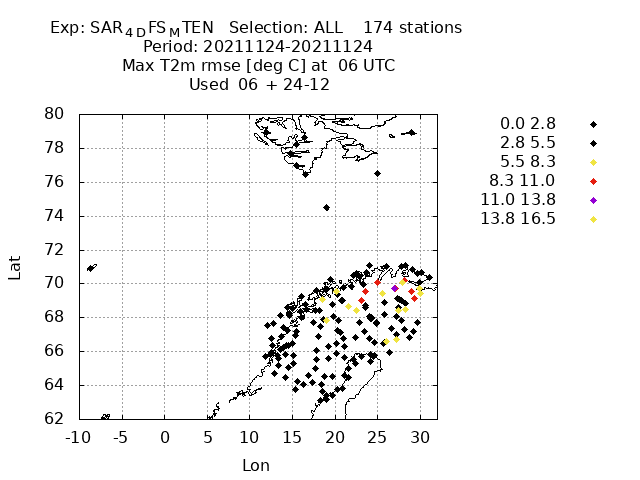 Exp: SAR4DFSMTEN Selection: ALL 174 stations
Period: 20211124-20211124
Max T2m rmse [deg C] at 06 UTC
Used 06 + 24-12
0.0 2.8
2.8 5.5
5.5 8.3
8.3 11.0
11.0 13.8
13.8 16.5
80
78
76
74
72
70
68
66
64
62
Lat
-10 -5 0 5 10 15 20 25 30
Lon